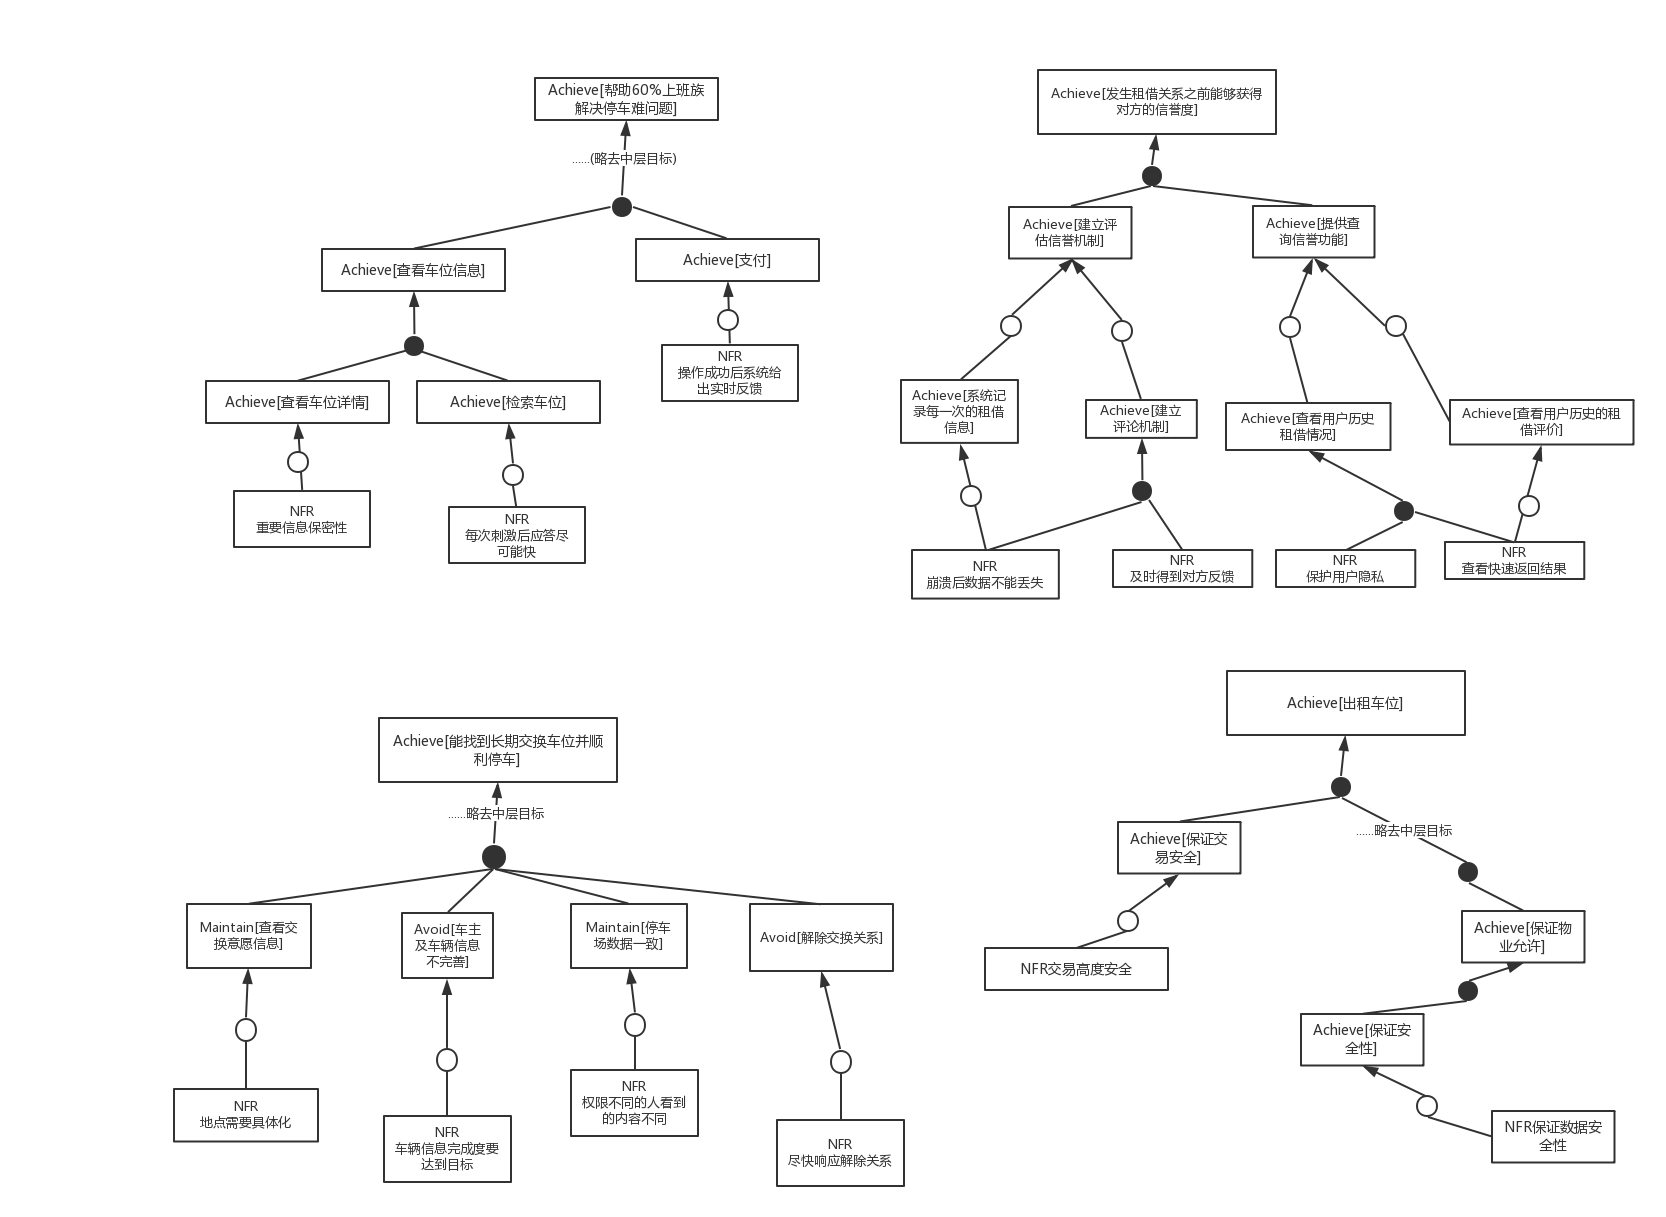 Achieve[帮助60%上班族
解决停车难问题]
......(略去中层目标)
Achieve[查看车位信息]
Achieve[支付]
NFR
操作成功后系统给
出实时反馈
Achieve[查看车位详情]
Achieve[检索车位]
NFR
重要信息保密性
NFR
每次刺激后应答尽
可能快
Achieve[发生租借关系之前能够获得
对方的信誉度]
Achieve[建立评
估信誉机制]
Achieve[提供查
询信誉功能]
Achieve[系统记
录每一次的租借
信息]
Achieve[建立
评论机制]
Achieve[查看用户历史
租借情况]
Achieve[查看用户历史的租
借评价]
NFR
崩溃后数据不能丢失
NFR
及时得到对方反馈
NFR
保护用户隐私
NFR
查看快速返回结果
Achieve[能找到长期交换车位并顺
利停车]
......略去中层目标
Maintain[查看交
换意愿信息]
Avoid[车主
及车辆信息
不完善]
Maintain[停车
场数据一致]
Avoid[解除交换关系]
NFR
地点需要具体化
NFR
车辆信息完成度要
达到目标
NFR
权限不同的人看到
的内容不同
NFR
尽快响应解除关系
Achieve[出租车位]
Achieve[保证交
易安全]
......略去中层目标
NFR交易高度安全
Achieve[保证物
业允许]
Achieve[保证安
全性]
NFR保证数据安
全性